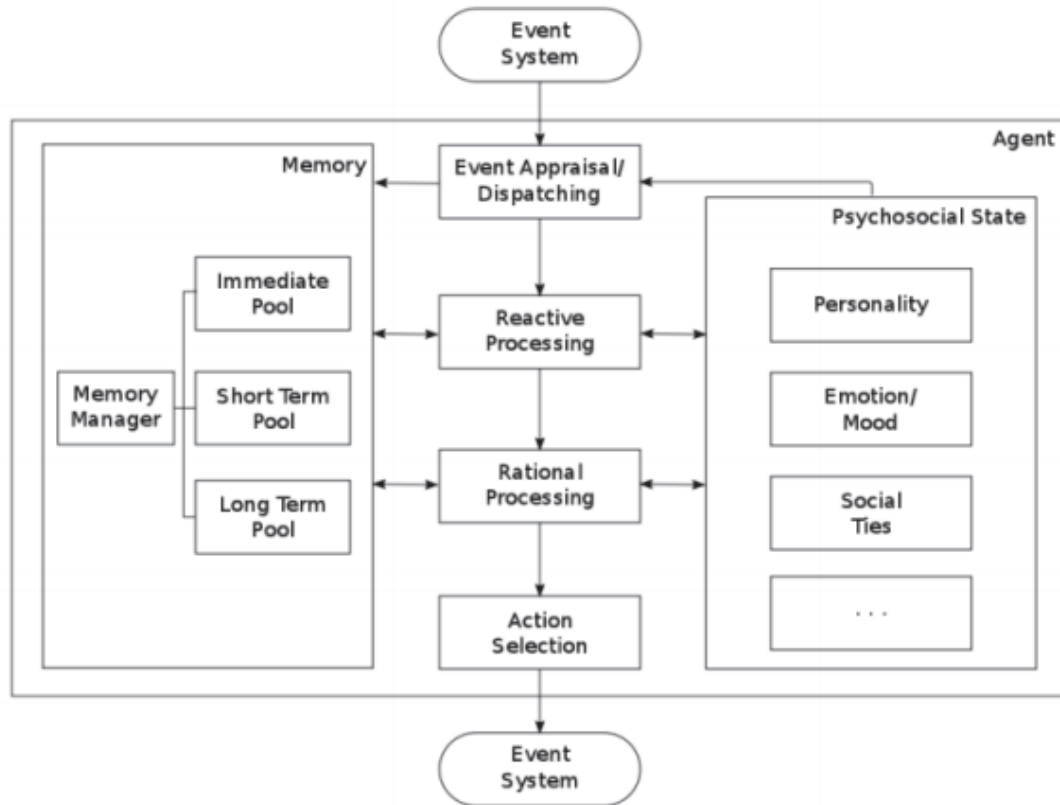 Event
System
Agent
Memory
Event Appraisal/
Dispatching
Psychosocial State
Immediate
Pool
Reactive
Processing
Personality
Memory
Manager
Short Term
Pool
Emotion/
Mood
Rational
Processing
Long Term
Pool
Social
Ties
Action
Selection
. . .
Event
System